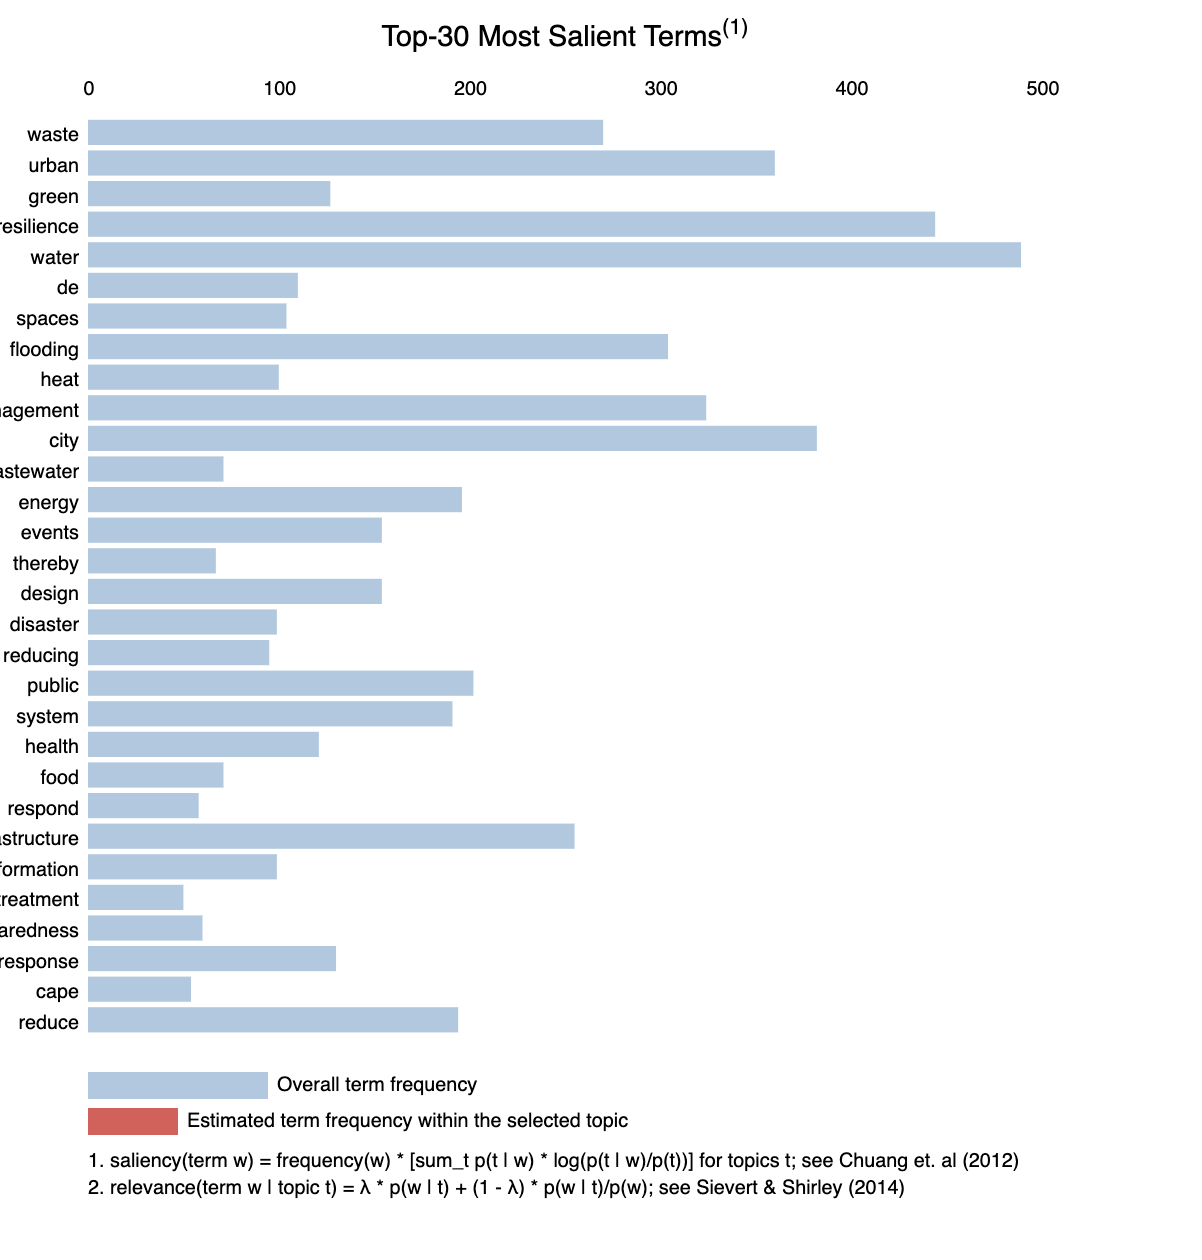 Top-30 Most Salient Terms(1)
0 100 200 300 400 500
waste
urban
green
resilience
water
de
spaces
flooding
heat
nagement
city
astewater
energy
events
thereby
design
disaster
reducing
public
system
health
food
respond
astructure
formation
treatment
aredness
response
cape
reduce
Overall term frequency
Estimated term frequency within the selected topic
1. saliency(term w) = frequency(w) * [sum_t p(t | w) * log(p(t | w)/p(t))] for topics t; see Chuang et. al (2012)
2. relevance(term w | topic t) = λ * p(w | t) + (1 - λ) * p(w | t)/p(w); see Sievert & Shirley (2014)